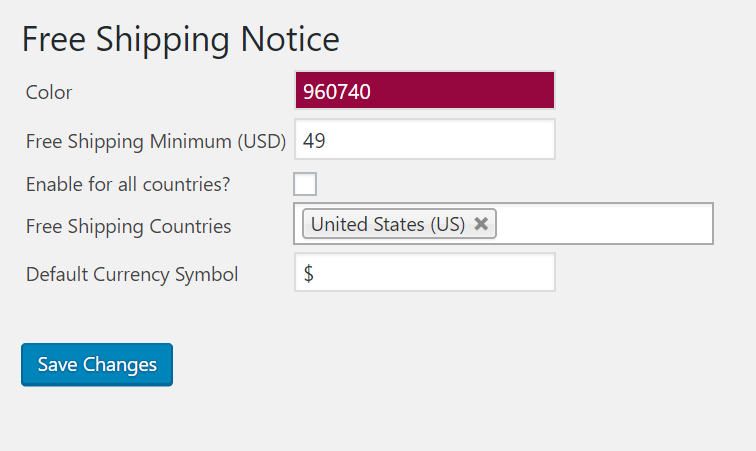 Free Shipping Notice
Color 960740
Free Shipping Minimum (USD) 49
Enable for all countries?
Free Shipping Countries United States (US) ✖
Default Currency Symbol $
Save Changes